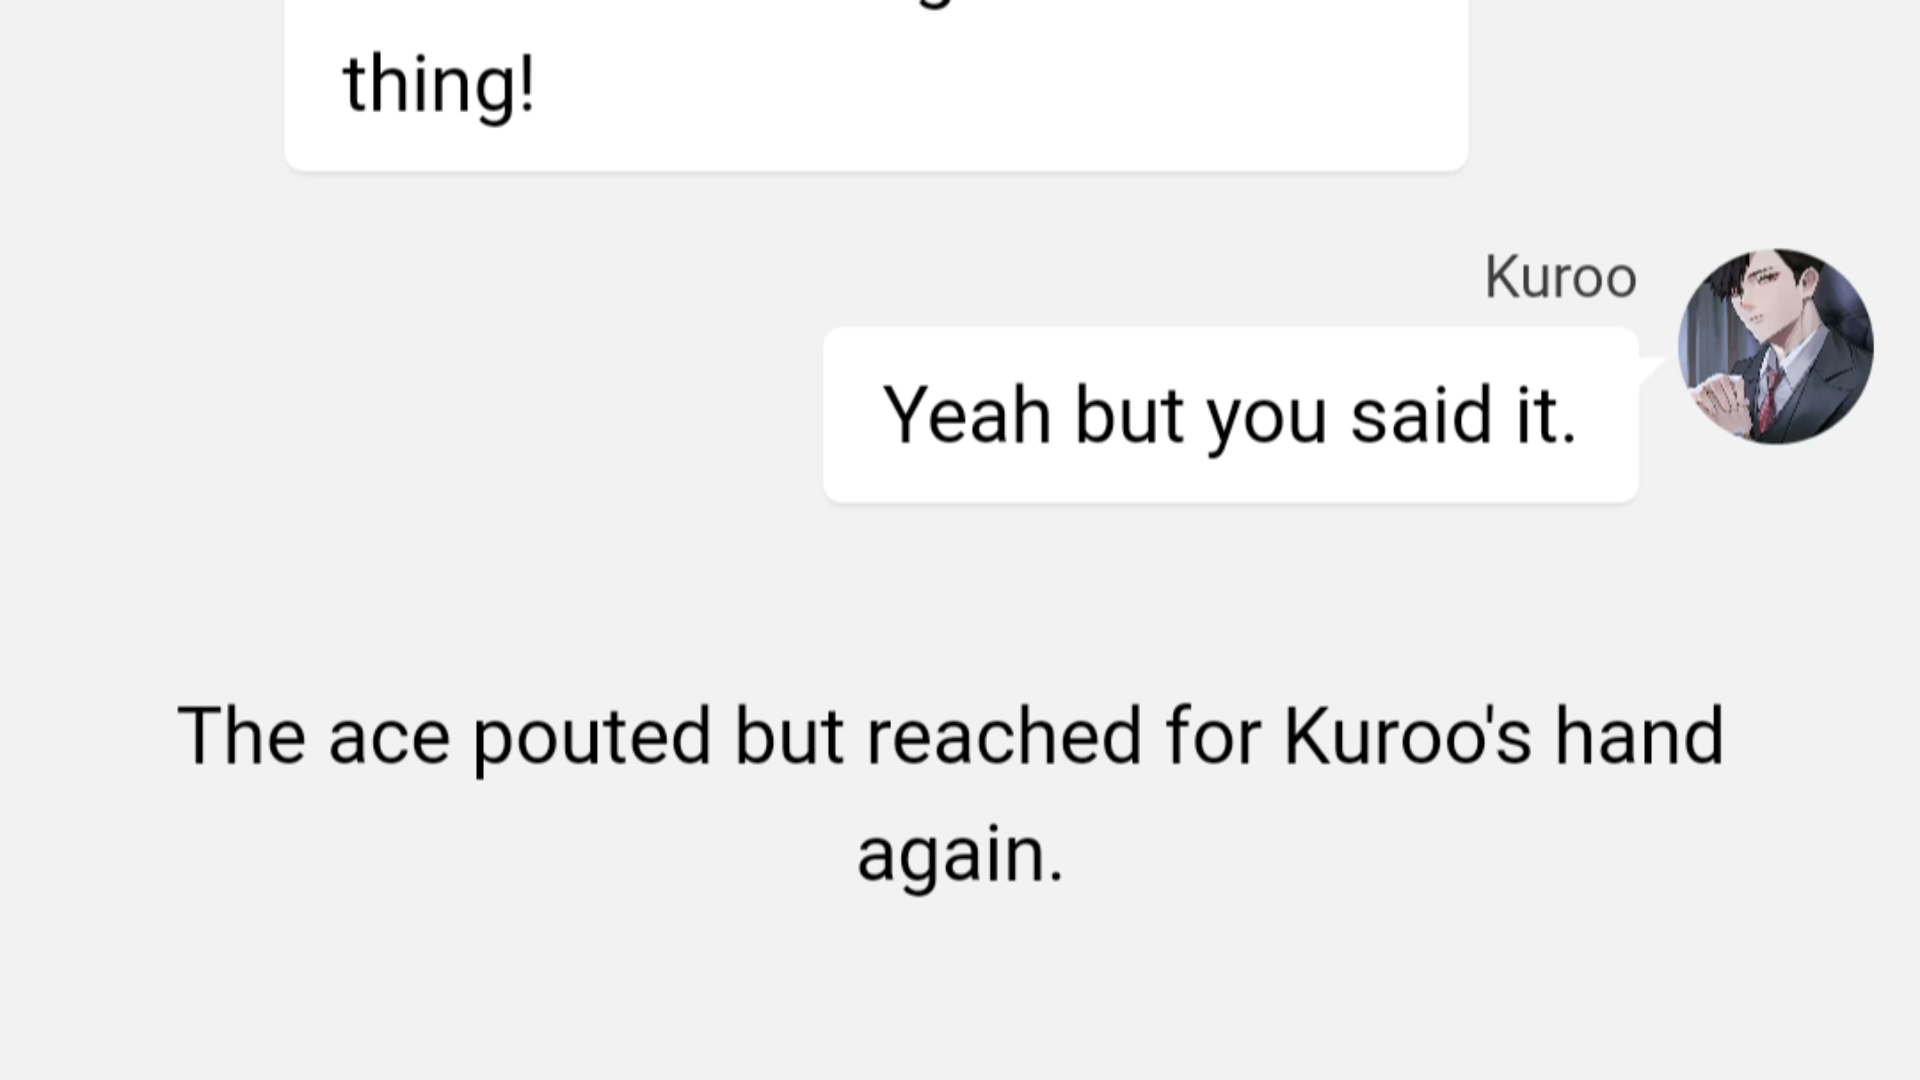 thing!
Kuroo
Yeah but you said it.
The ace pouted but reached for Kuroo's hand
again.